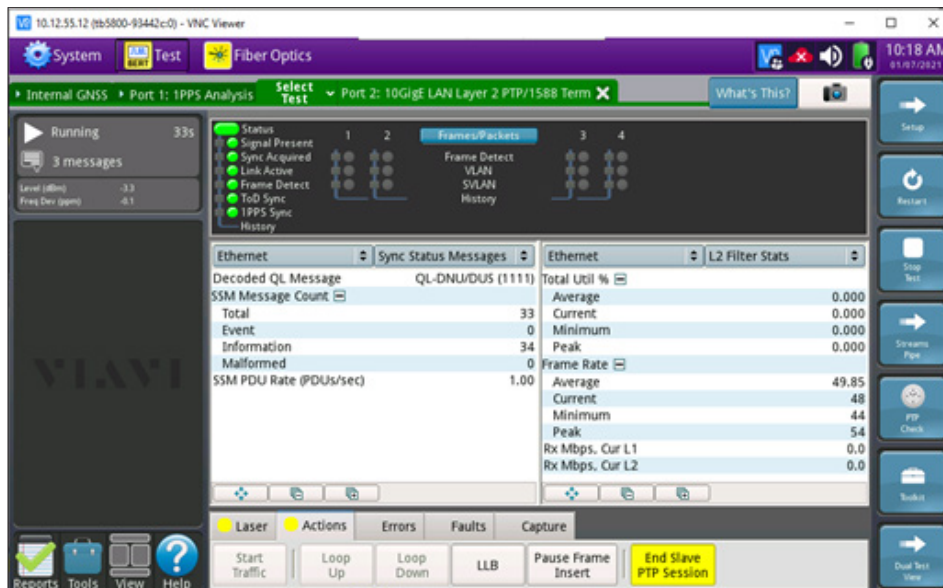 10.12.55.12 (tb5800-93442c:0) - VNC Viewer
System Test Fiber Optics 10:18 AM
01/07/2021
Internal GNSS Port 1: 1PPS Analysis Select Test Port 2: 10GigE LAN Layer 2 PTP/1588 Term What's This?
Running 33s
3 messages
Level (dBm) -3.3
Freq Dev (ppm) -0.1
VIAVI
Status
Signal Present
Sync Acquired
Link Active
Frame Detect
ToD Sync
1PPS Sync
History
1 2 Frames/Packets 3 4
Frame Detect
VLAN
SVLAN
History
Ethernet Sync Status Messages
Decoded QL Message QL-DNU/DUS (1111)
SSM Message Count
Total 33
Event 0
Information 34
Malformed 0
SSM PDU Rate (PDUs/sec) 1.00
Ethernet L2 Filter Stats
Total Util %
Average 0.000
Current 0.000
Minimum 0.000
Peak 0.000
Frame Rate
Average 49.85
Current 48
Minimum 44
Peak 54
Rx Mbps, Cur L1 0.0
Rx Mbps, Cur L2 0.0
Laser Actions Errors Faults Capture
Start Traffic
Loop Up
Loop Down
LLB
Pause Frame Insert
End Slave PTP Session
Reports Tools View Help
Setup
Restart
Stop Test
Streams Pipe
PTP Check
Toolkit
Dual Test View